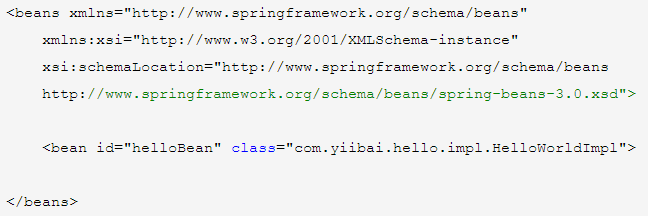 <beans xmlns="http://www.springframework.org/schema/beans"
xmlns:xsi="http://www.w3.org/2001/XMLSchema-instance"
xsi:schemaLocation="http://www.springframework.org/schema/beans
http://www.springframework.org/schema/beans/spring-beans-3.0.xsd">
<bean id="helloBean" class="com.yiibai.hello.impl.HelloWorldImpl">
</beans>